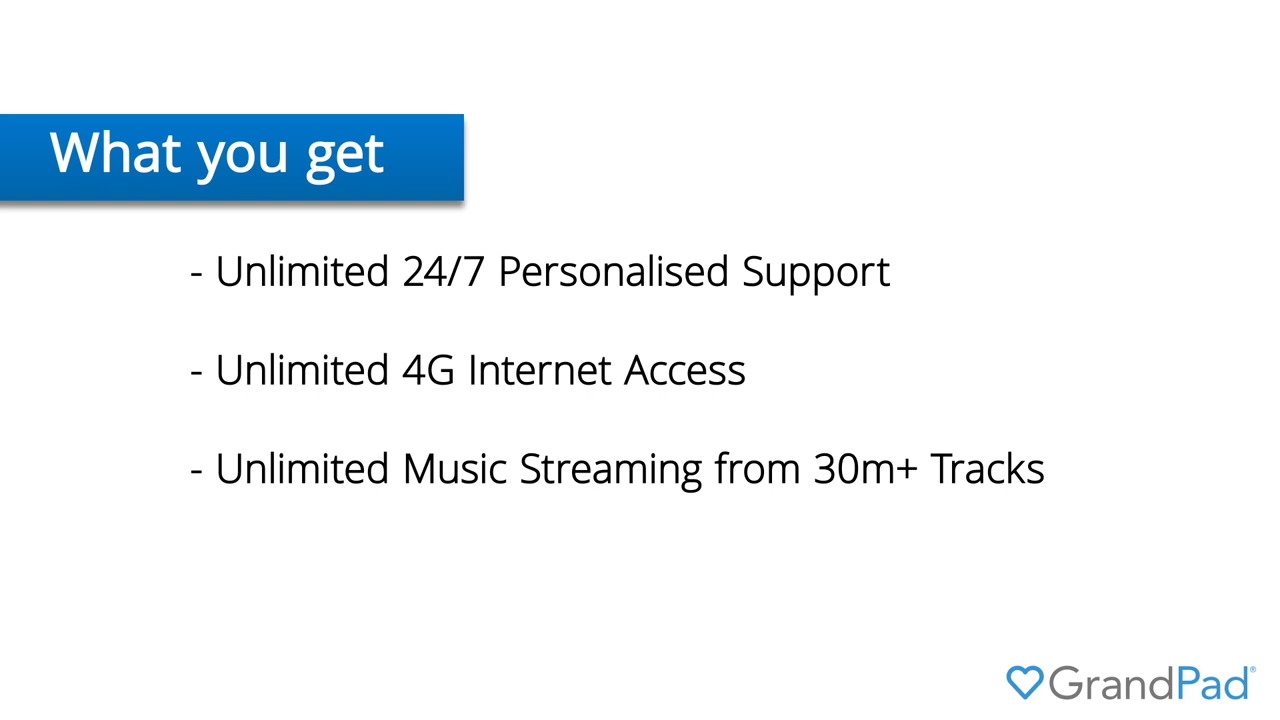 What you get
- Unlimited 24/7 Personalised Support
- Unlimited 4G Internet Access
- Unlimited Music Streaming from 30m+ Tracks
GrandPad®